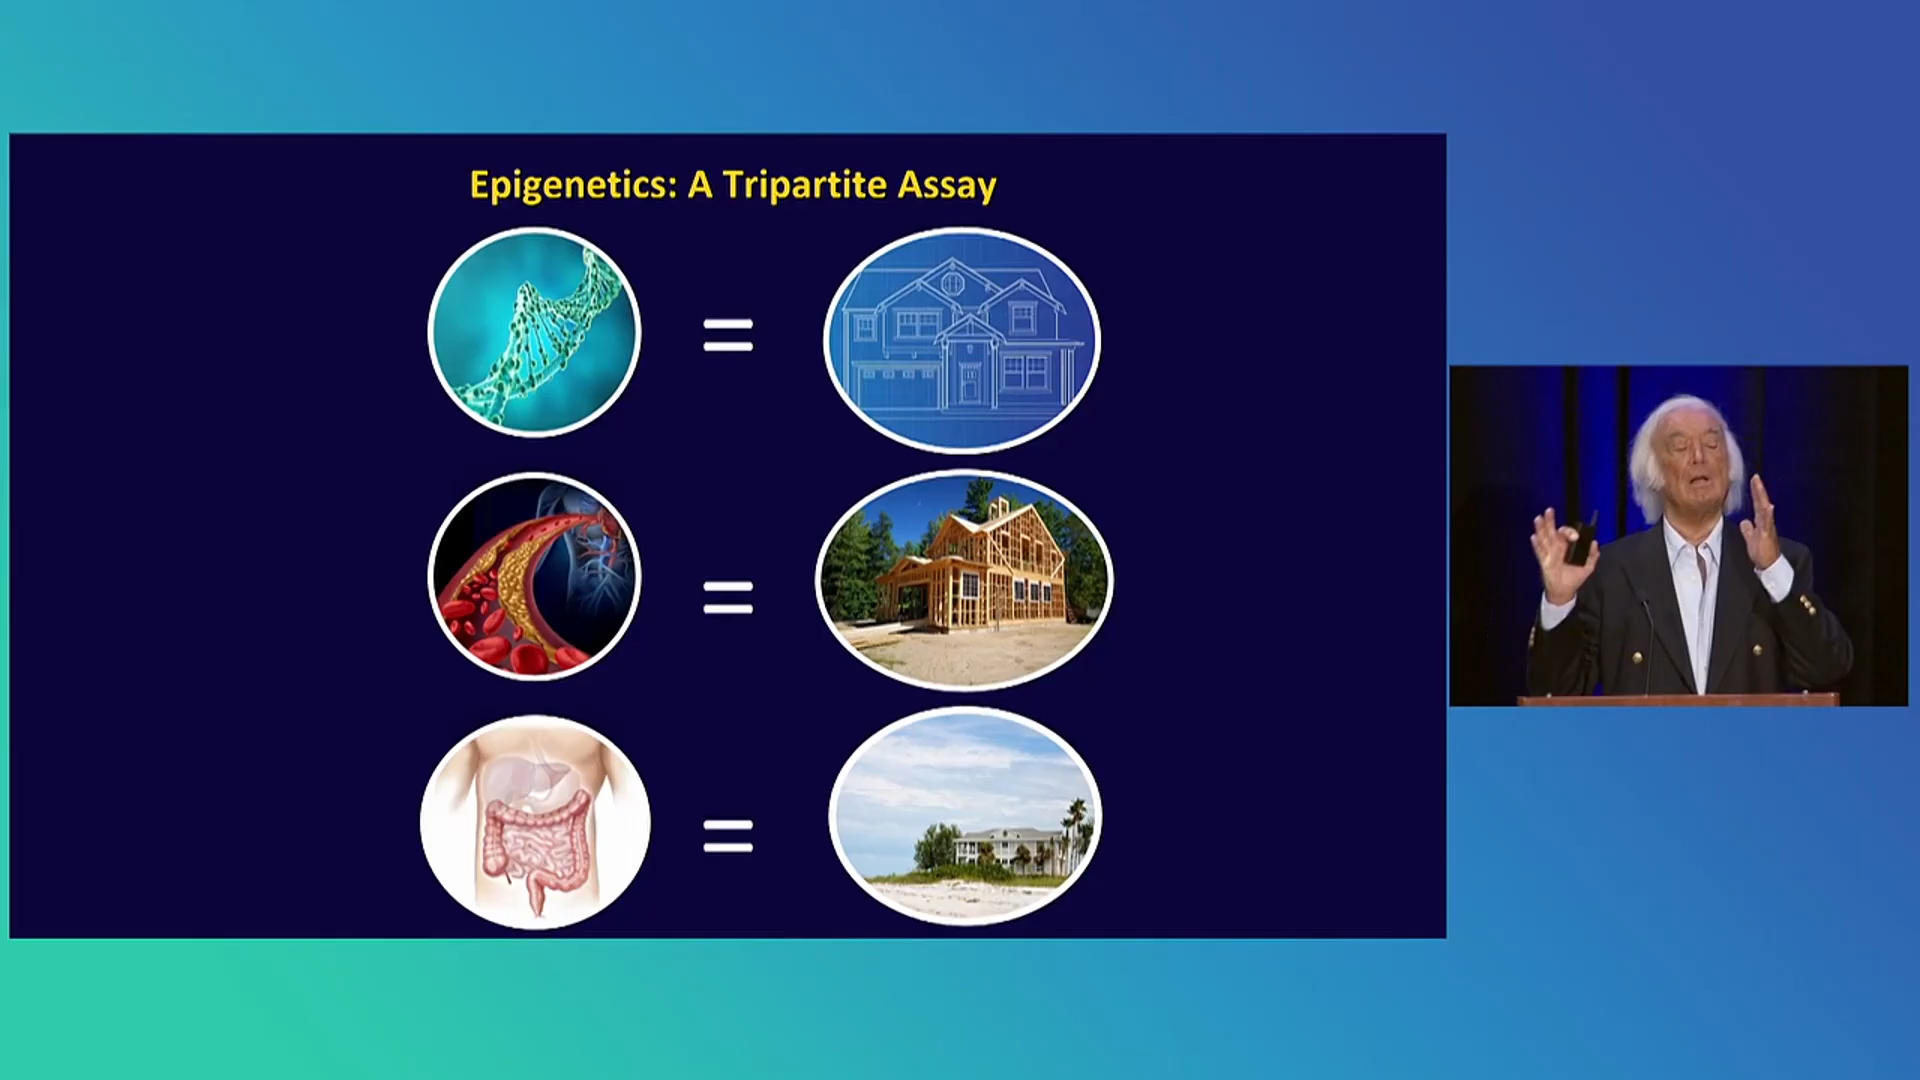 Epigenetics: A Tripartite Assay
=
=
=